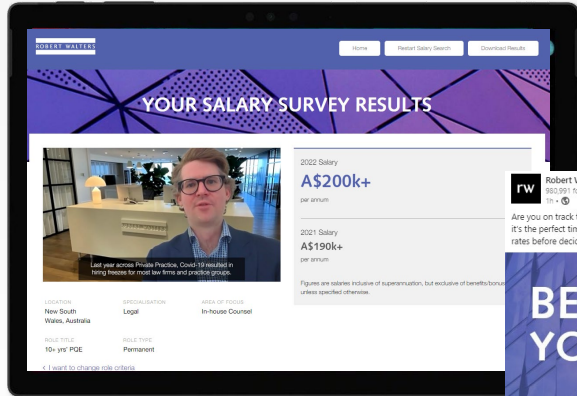 ROBERT WALTERS
Home
Restart Salary Search
Download Results
YOUR SALARY SURVEY RESULTS
Last year across Private Practice, Covid-19 resulted in
hiring freezes for most law firms and practice groups.
2022 Salary
A$200k+
per annum
2021 Salary
A$190k+
per annum
Figures are salaries inclusive of superannuation, but exclusive of benefits/bonus
unless specified otherwise.
LOCATION
New South
Wales, Australia
SPECIALISATION
Legal
AREA OF FOCUS
In-house Counsel
ROLE TITLE
10+ yrs' PQE
ROLE TYPE
Permanent
< I want to change role criteria
rw
Robert W
980,991 fo
1h •
Are you on track t
it's the perfect tim
rates before decid
BE
YO